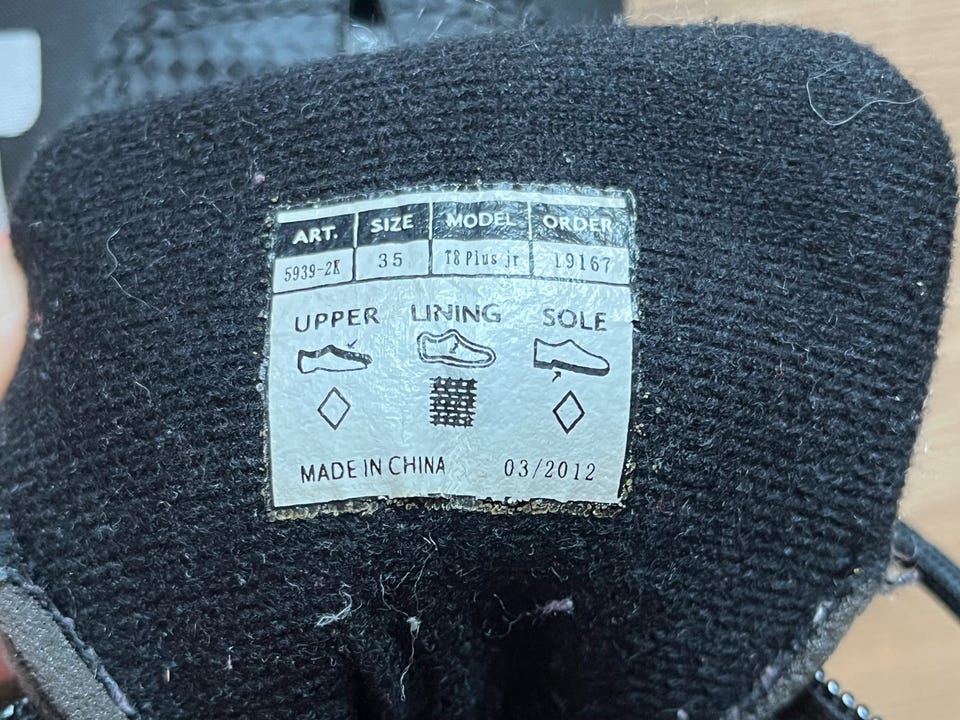 ART. SIZE MODEL ORDER
5939-2K 35 T8 Plus jr 19167
UPPER LINING SOLE
MADE IN CHINA 03/2012